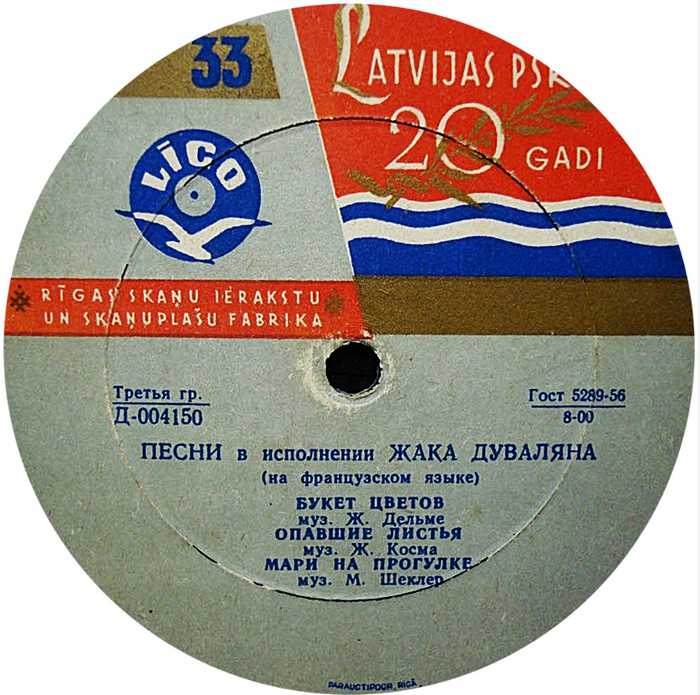 33
LATVIJAS PSR
20 GADI
LĪGO
RĪGAS SKAŅU IERAKSTU
UN SKAŅUPLAŠU FABRIKA
Третья гр.
Д-004150
Гост 5289-56
8-00
ПЕСНИ в исполнении ЖАКА ДУВАЛЯНА
(на французском языке)
БУКЕТ ЦВЕТОВ
муз. Ж. Дельме
ОПАВШИЕ ЛИСТЬЯ
муз. Ж. Косма
МАРИ НА ПРОГУЛКЕ
муз. М. Шеклер
PARAUGTIPOGR, RĪGĀ